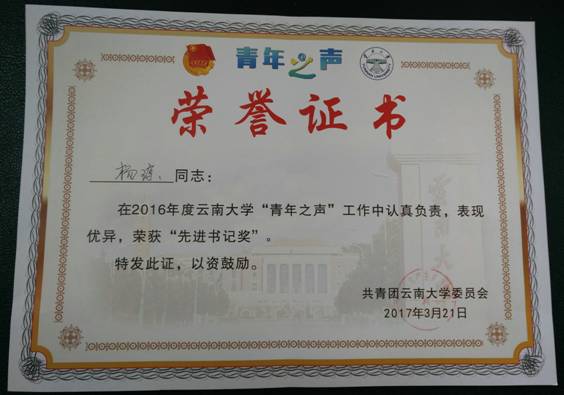 青年之声
荣誉证书
杨 同志：
在2016年度云南大学“青年之声”工作中认真负责，表现
优异，荣获“先进书记奖”。
特发此证，以资鼓励。
共青团云南大学委员会
2017年3月21日